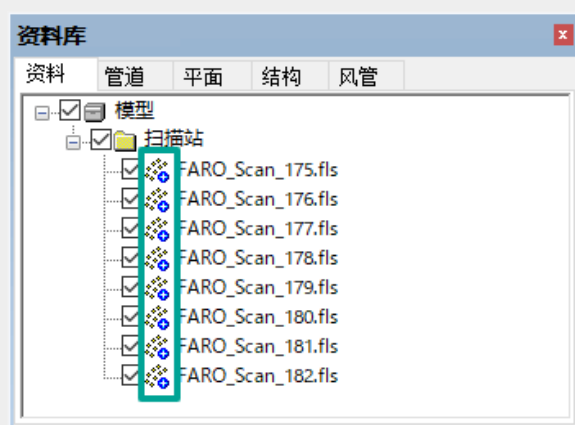 资料库
资料 管道 平面 结构 风管
模型
扫描站
FARO_Scan_175.fls
FARO_Scan_176.fls
FARO_Scan_177.fls
FARO_Scan_178.fls
FARO_Scan_179.fls
FARO_Scan_180.fls
FARO_Scan_181.fls
FARO_Scan_182.fls